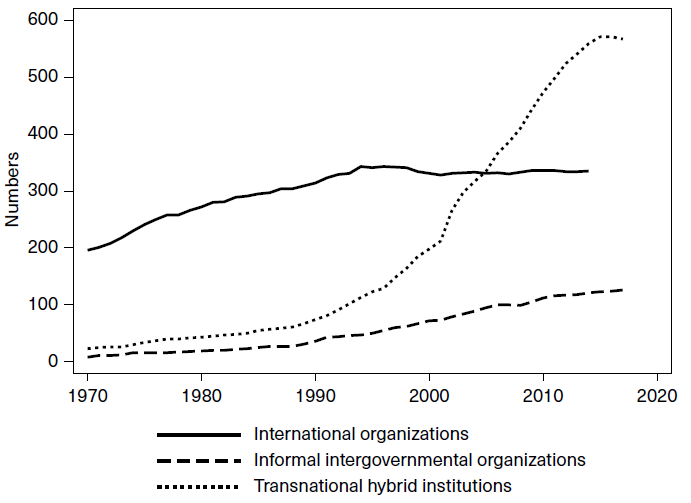 600
500
400
300
200
100
0
Numbers
1970 1980 1990 2000 2010 2020
International organizations
Informal intergovernmental organizations
Transnational hybrid institutions